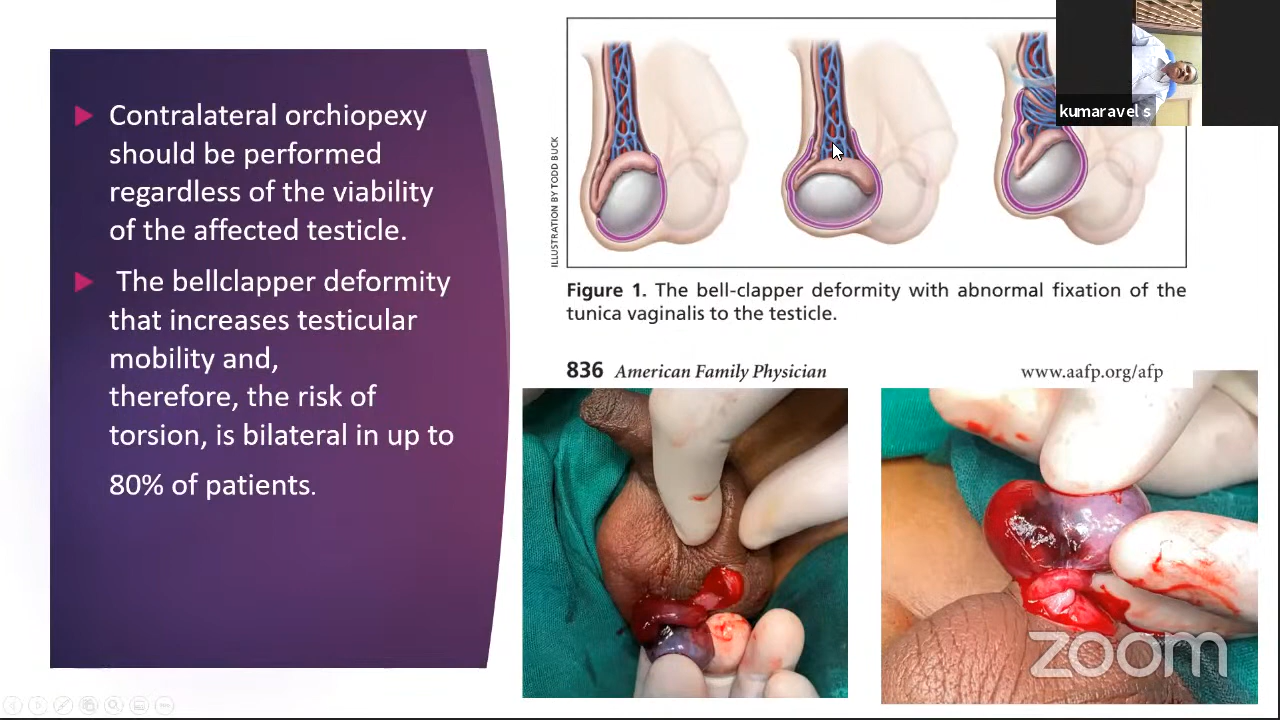 Contralateral orchiopexy
should be performed
regardless of the viability
of the affected testicle.
The bellclapper deformity
that increases testicular
mobility and,
therefore, the risk of
torsion, is bilateral in up to
80% of patients.
ILLUSTRATION BY TODD BUCK
kumaravel s
Figure 1. The bell-clapper deformity with abnormal fixation of the
tunica vaginalis to the testicle.
836 American Family Physician
www.aafp.org/afp
zoom